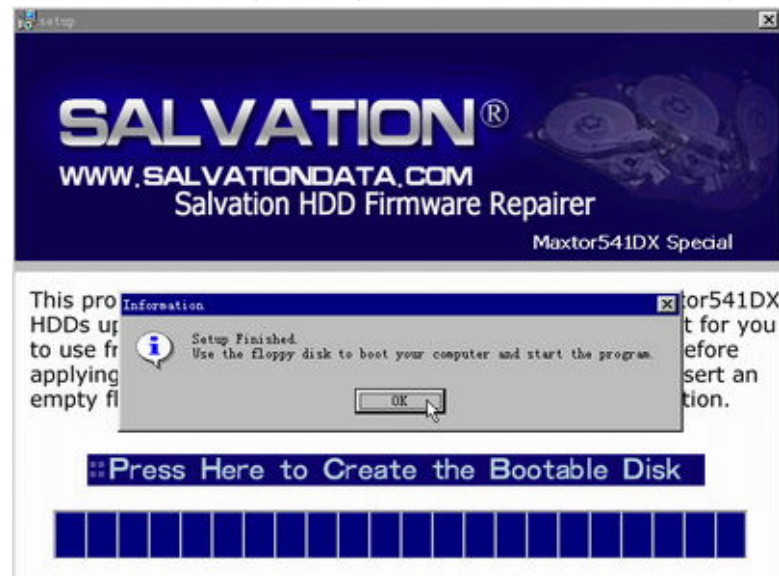 setup
SALVATION®
WWW.SALVATIONDATA.COM
Salvation HDD Firmware Repairer
Maxtor541DX Special
This pro
tor541DX
HDDs up
t for you
to use fr
efore
applying
sert an
empty fl
tion.
Information
Setup Finished.
Use the floppy disk to boot your computer and start the program.
OK
::Press Here to Create the Bootable Disk